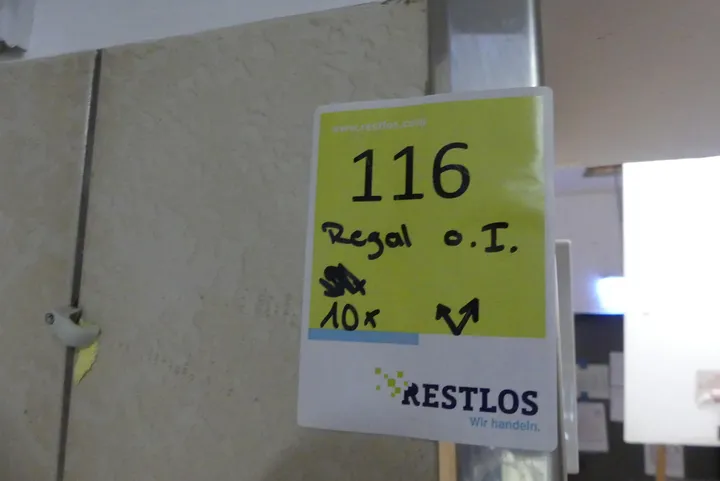 www.restlos.com
116
Regal o.I.
10x
RESTLOS
Wir handeln.